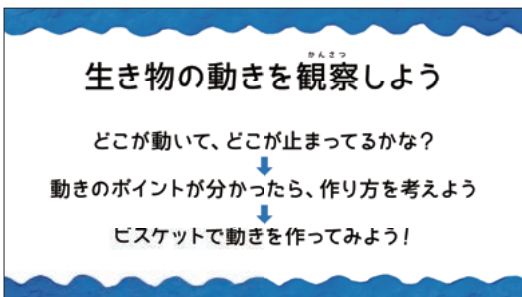 かんさつ
生き物の動きを観察しよう
どこが動いて、どこが止まってるかな?
動きのポイントが分かったら、作り方を考えよう
ビスケットで動きを作ってみよう!